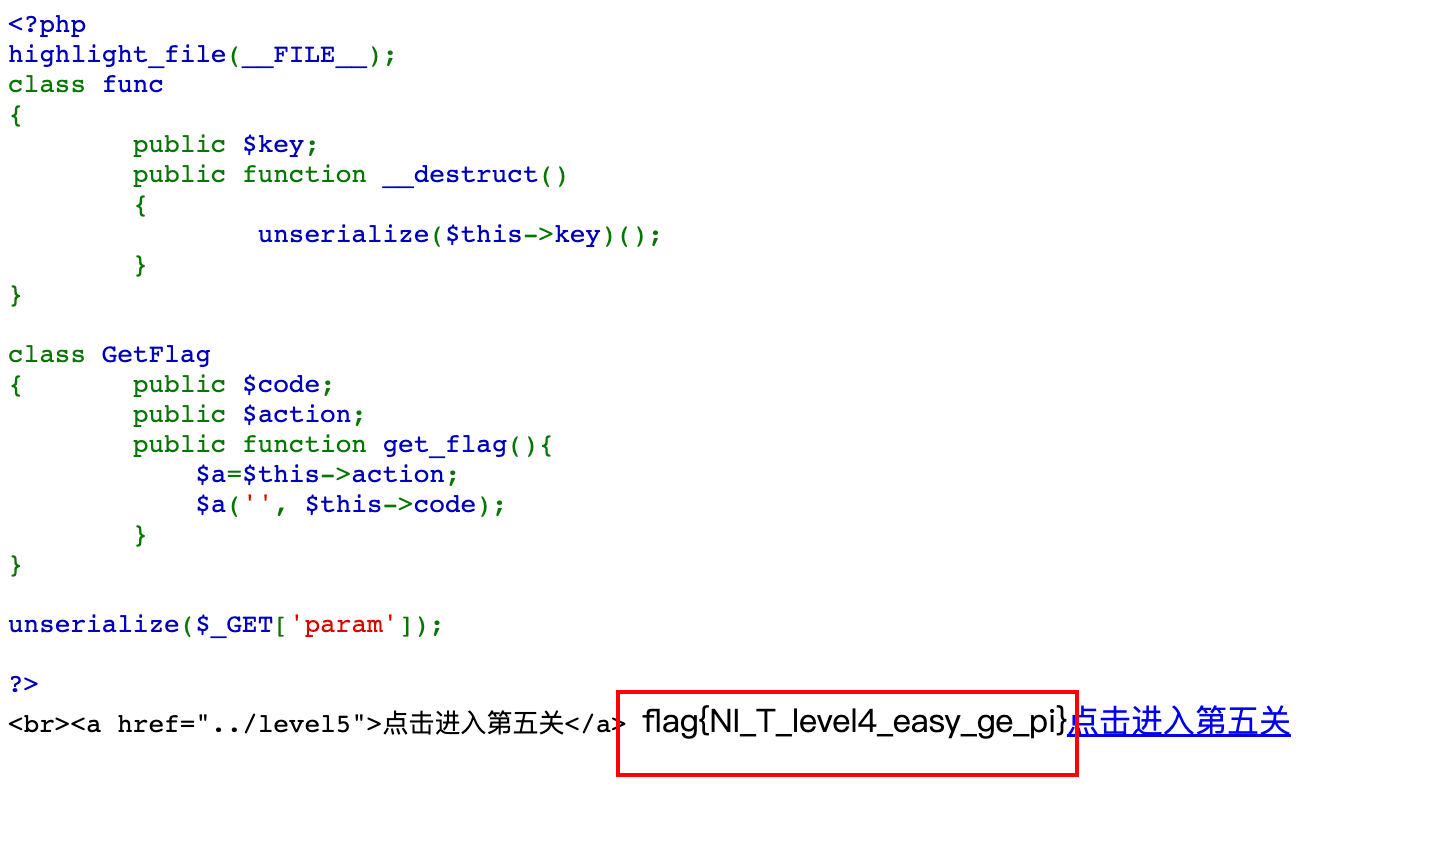 <?php
highlight_file(__FILE__);
class func
{
        public $key;
        public function __destruct()
        {
                unserialize($this->key)();
        }
}

class GetFlag
{       public $code;
        public $action;
        public function get_flag(){
            $a=$this->action;
            $a('', $this->code);
        }
}

unserialize($_GET['param']);

?>
<br><a href="../level5">点击进入第五关</a> flag{NI_T_level4_easy_ge_pi}点击进入第五关